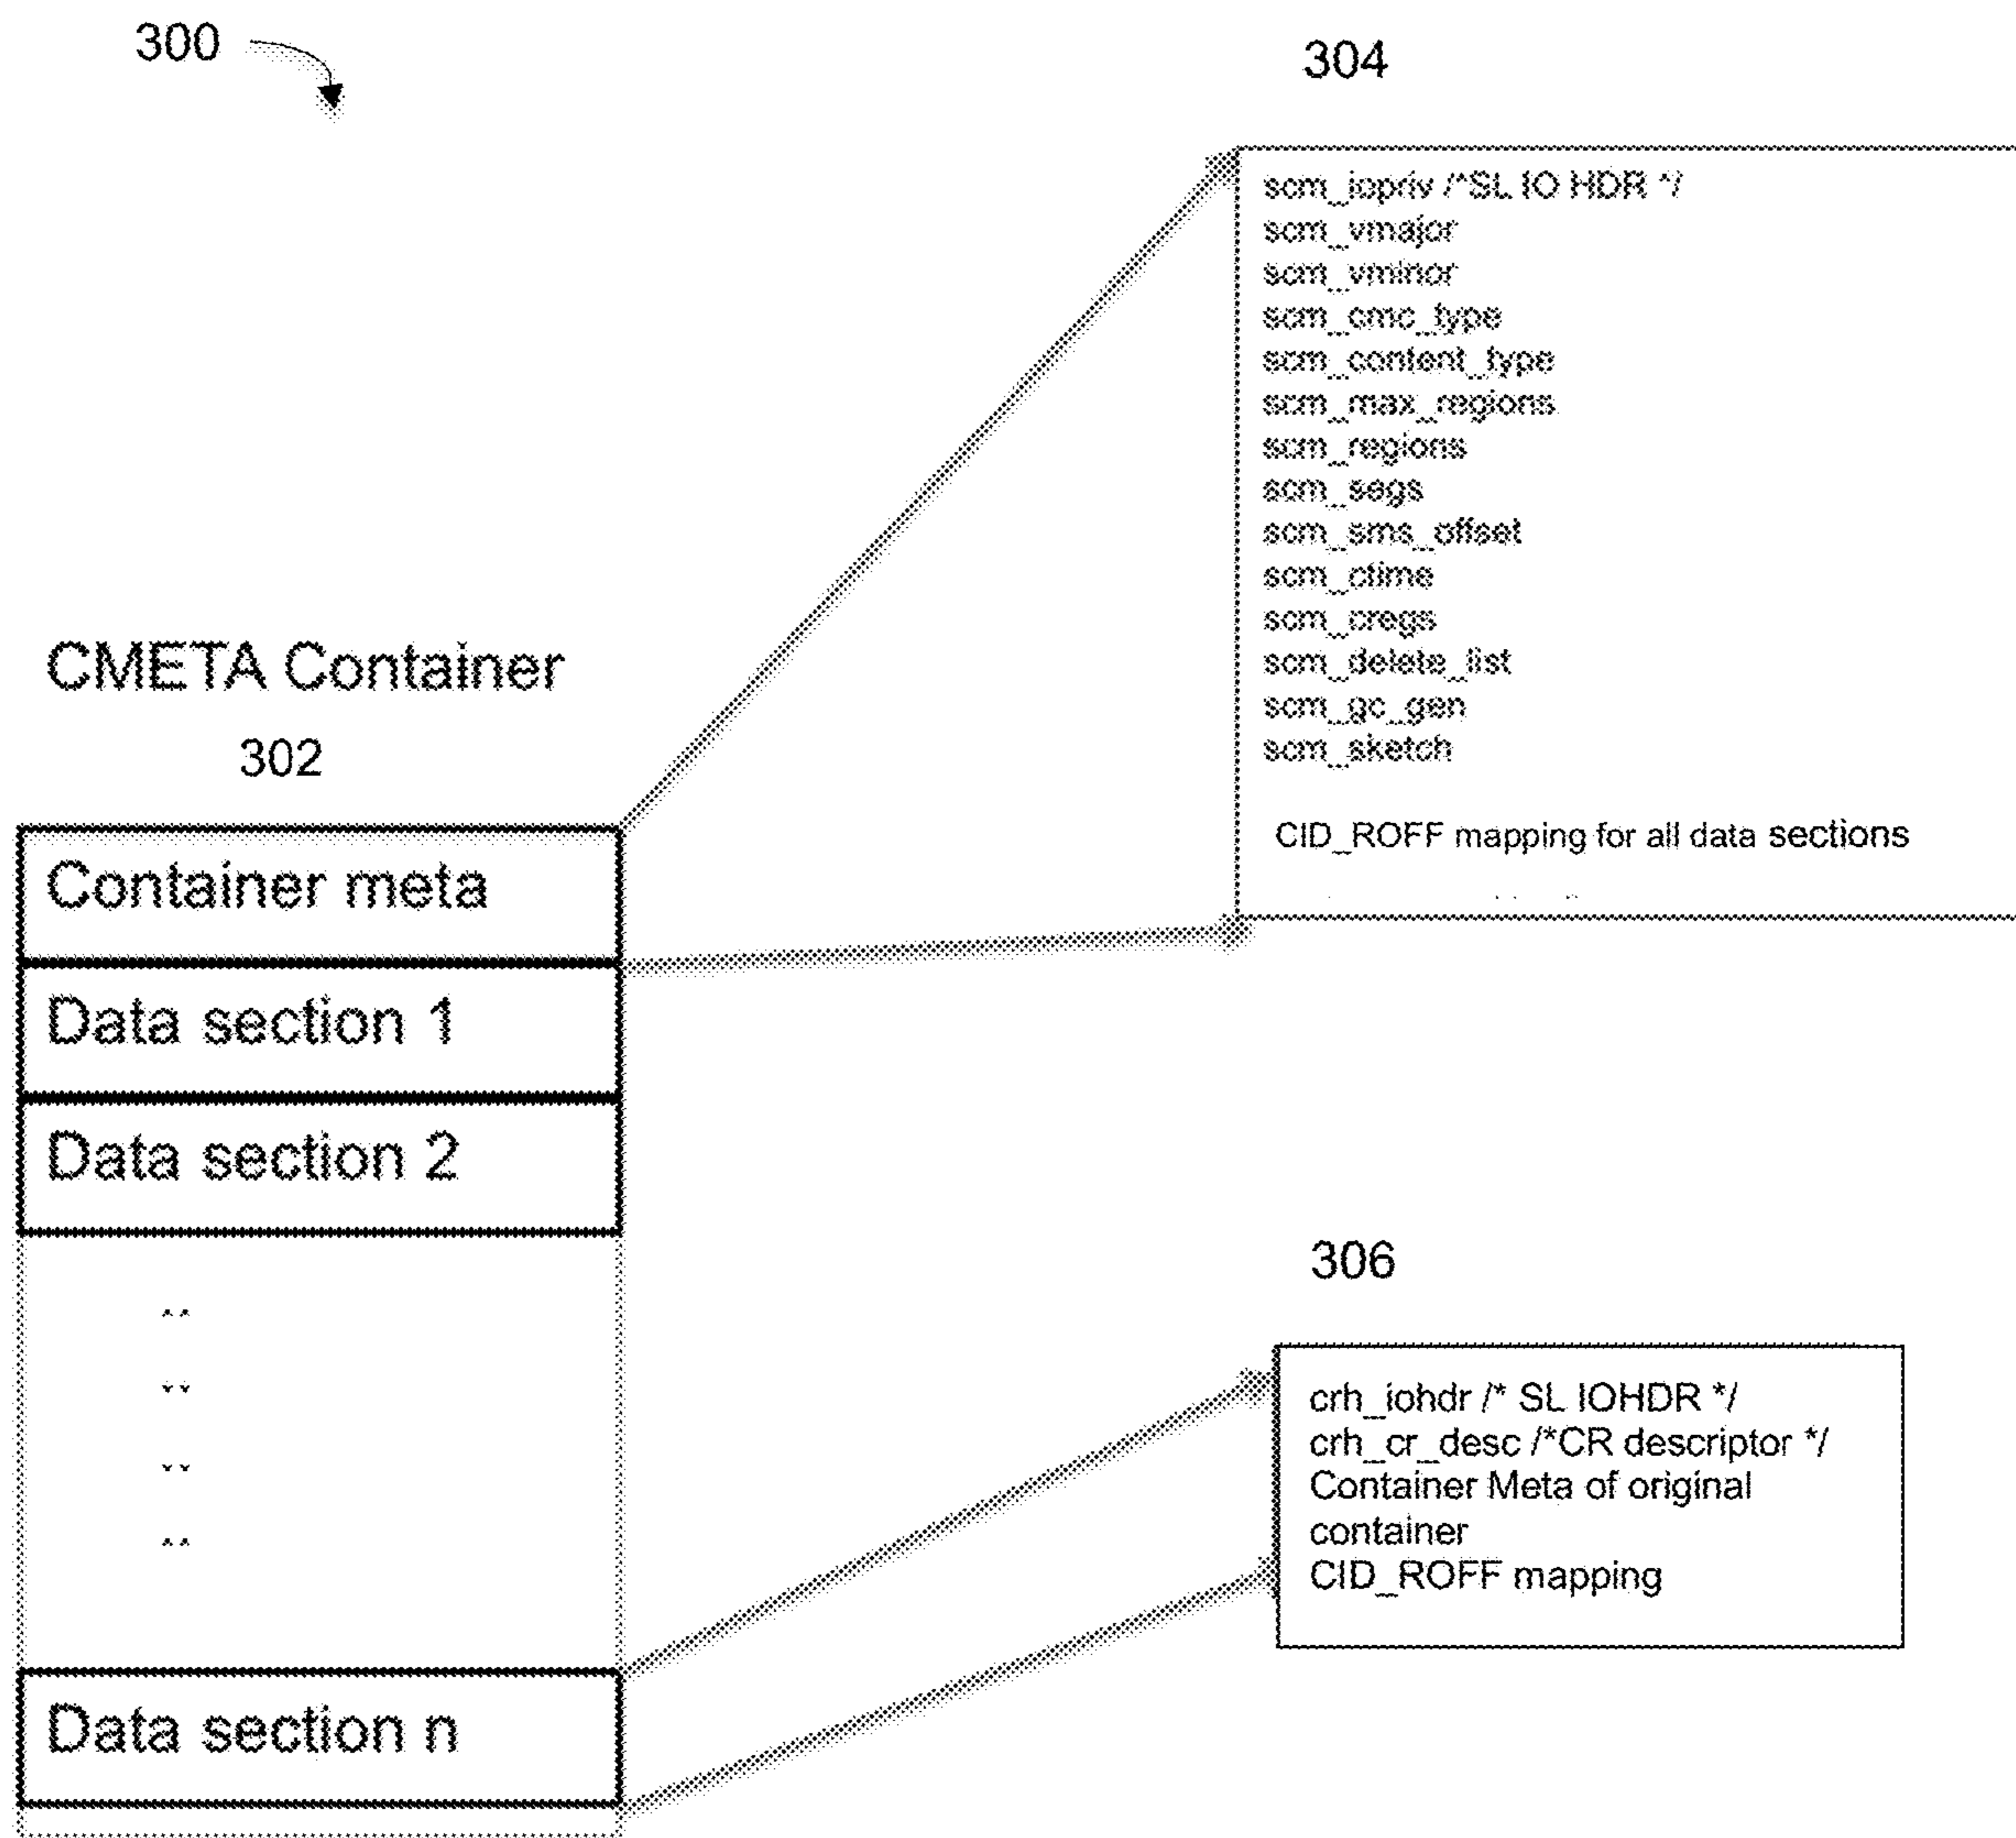 300
304
scm_iopriv /*SL IO HDR */
scm_vmajor
scm_vminor
scm_cmc_type
scm_content_type
scm_max_regions
scm_regions
scm_segs
scm_sms_offset
scm_ctime
scm_cregs
scm_delete_list
scm_gc_gen
scm_sketch
CID_ROFF mapping for all data sections
CMETA Container
302
Container meta
Data section 1
Data section 2
..
..
..
..
Data section n
306
crh_iohdr /* SL IOHDR */
crh_cr_desc /*CR descriptor */
Container Meta of original
container
CID_ROFF mapping